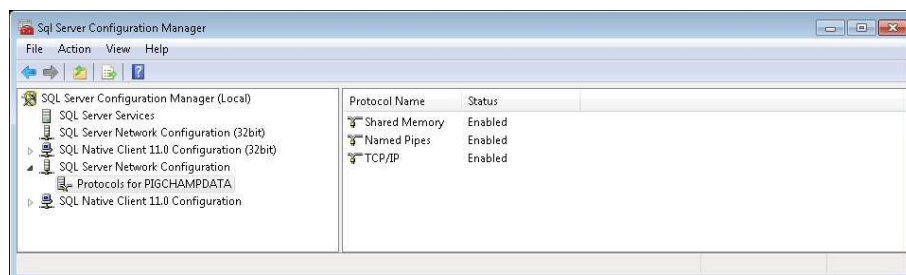 Sql Server Configuration Manager
File Action View Help
SQL Server Configuration Manager (Local)
SQL Server Services
SQL Server Network Configuration (32bit)
SQL Native Client 11.0 Configuration (32bit)
SQL Server Network Configuration
Protocols for PIGCHAMPDATA
SQL Native Client 11.0 Configuration
Protocol Name Status
Shared Memory Enabled
Named Pipes Enabled
TCP/IP Enabled